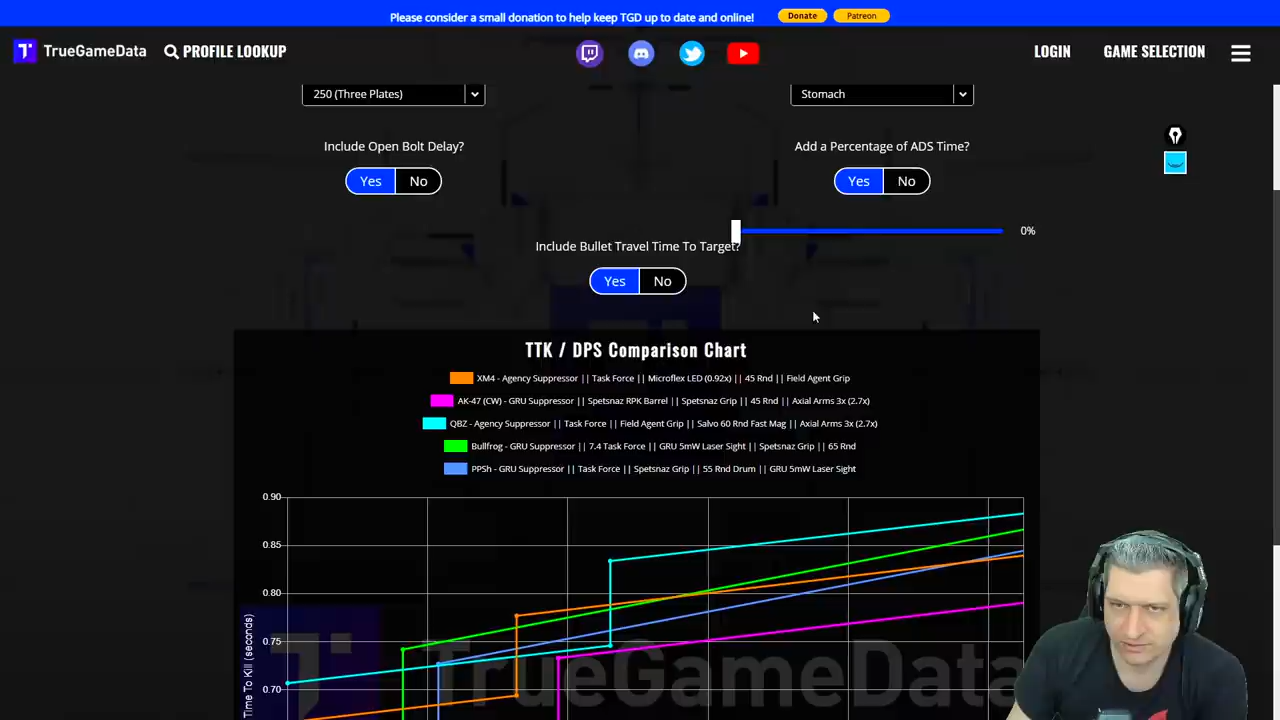 Please consider a small donation to help keep TGD up to date and online! Donate Patreon
TrueGameData PROFILE LOOKUP LOGIN GAME SELECTION
250 (Three Plates) Stomach
Include Open Bolt Delay? Add a Percentage of ADS Time?
Yes No Yes No
0%
Include Bullet Travel Time To Target?
Yes No
TTK / DPS Comparison Chart
XM4 - Agency Suppressor || Task Force || Microflex LED (0.92x) || 45 Rnd || Field Agent Grip
AK-47 (CW) - GRU Suppressor || Spetsnaz RPK Barrel || Spetsnaz Grip || 45 Rnd || Axial Arms 3x (2.7x)
QBZ - Agency Suppressor || Task Force || Field Agent Grip || Salvo 60 Rnd Fast Mag || Axial Arms 3x (2.7x)
Bullfrog - GRU Suppressor || 7.4 Task Force || GRU 5mW Laser Sight || Spetsnaz Grip || 65 Rnd
PPSh - GRU Suppressor || Task Force || Spetsnaz Grip || 55 Rnd Drum || GRU 5mW Laser Sight
0.90
0.85
0.80
0.75
0.70
Time To Kill (seconds)
TrueGameData